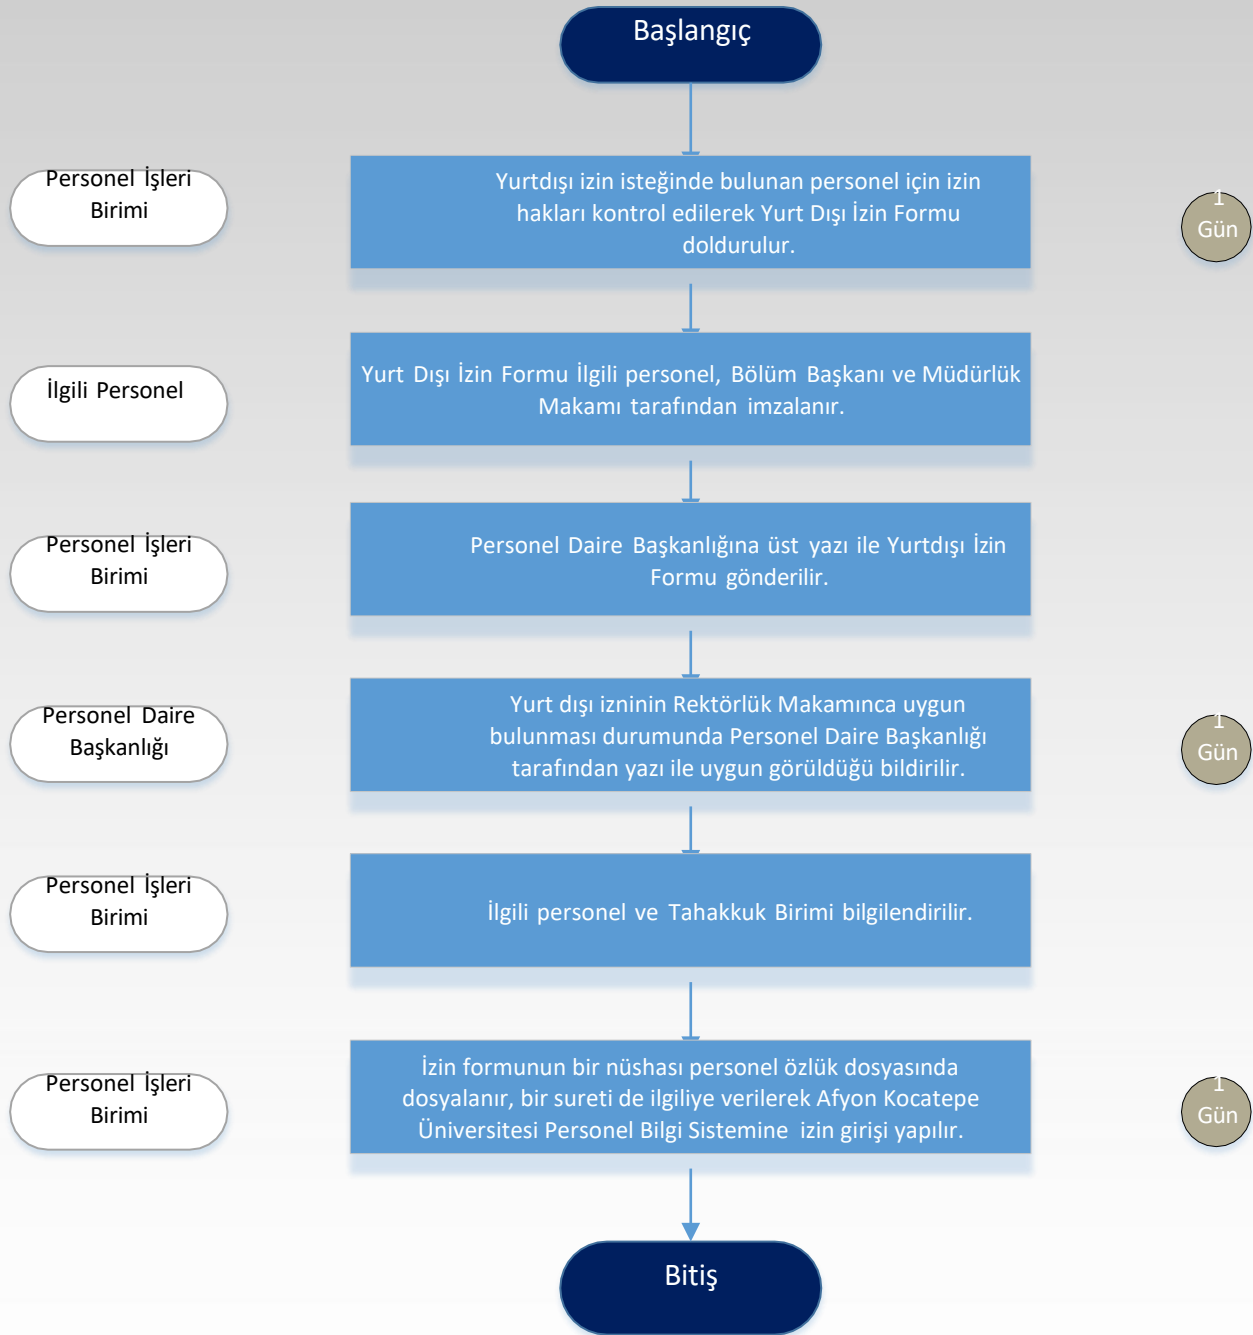 Başlangıç
Personel İşleri
Birimi
Yurtdışı izin isteğinde bulunan personel için izin
hakları kontrol edilerek Yurt Dışı İzin Formu
doldurulur.
1
Gün
İlgili Personel
Yurt Dışı İzin Formu İlgili personel, Bölüm Başkanı ve Müdürlük
Makamı tarafından imzalanır.
Personel İşleri
Birimi
Personel Daire Başkanlığına üst yazı ile Yurtdışı İzin
Formu gönderilir.
Personel Daire
Başkanlığı
Yurt dışı izninin Rektörlük Makamınca uygun
bulunması durumunda Personel Daire Başkanlığı
tarafından yazı ile uygun görüldüğü bildirilir.
1
Gün
Personel İşleri
Birimi
İlgili personel ve Tahakkuk Birimi bilgilendirilir.
Personel İşleri
Birimi
İzin formunun bir nüshası personel özlük dosyasında
dosyalanır, bir sureti de ilgiliye verilerek Afyon Kocatepe
Üniversitesi Personel Bilgi Sistemine izin girişi yapılır.
1
Gün
Bitiş